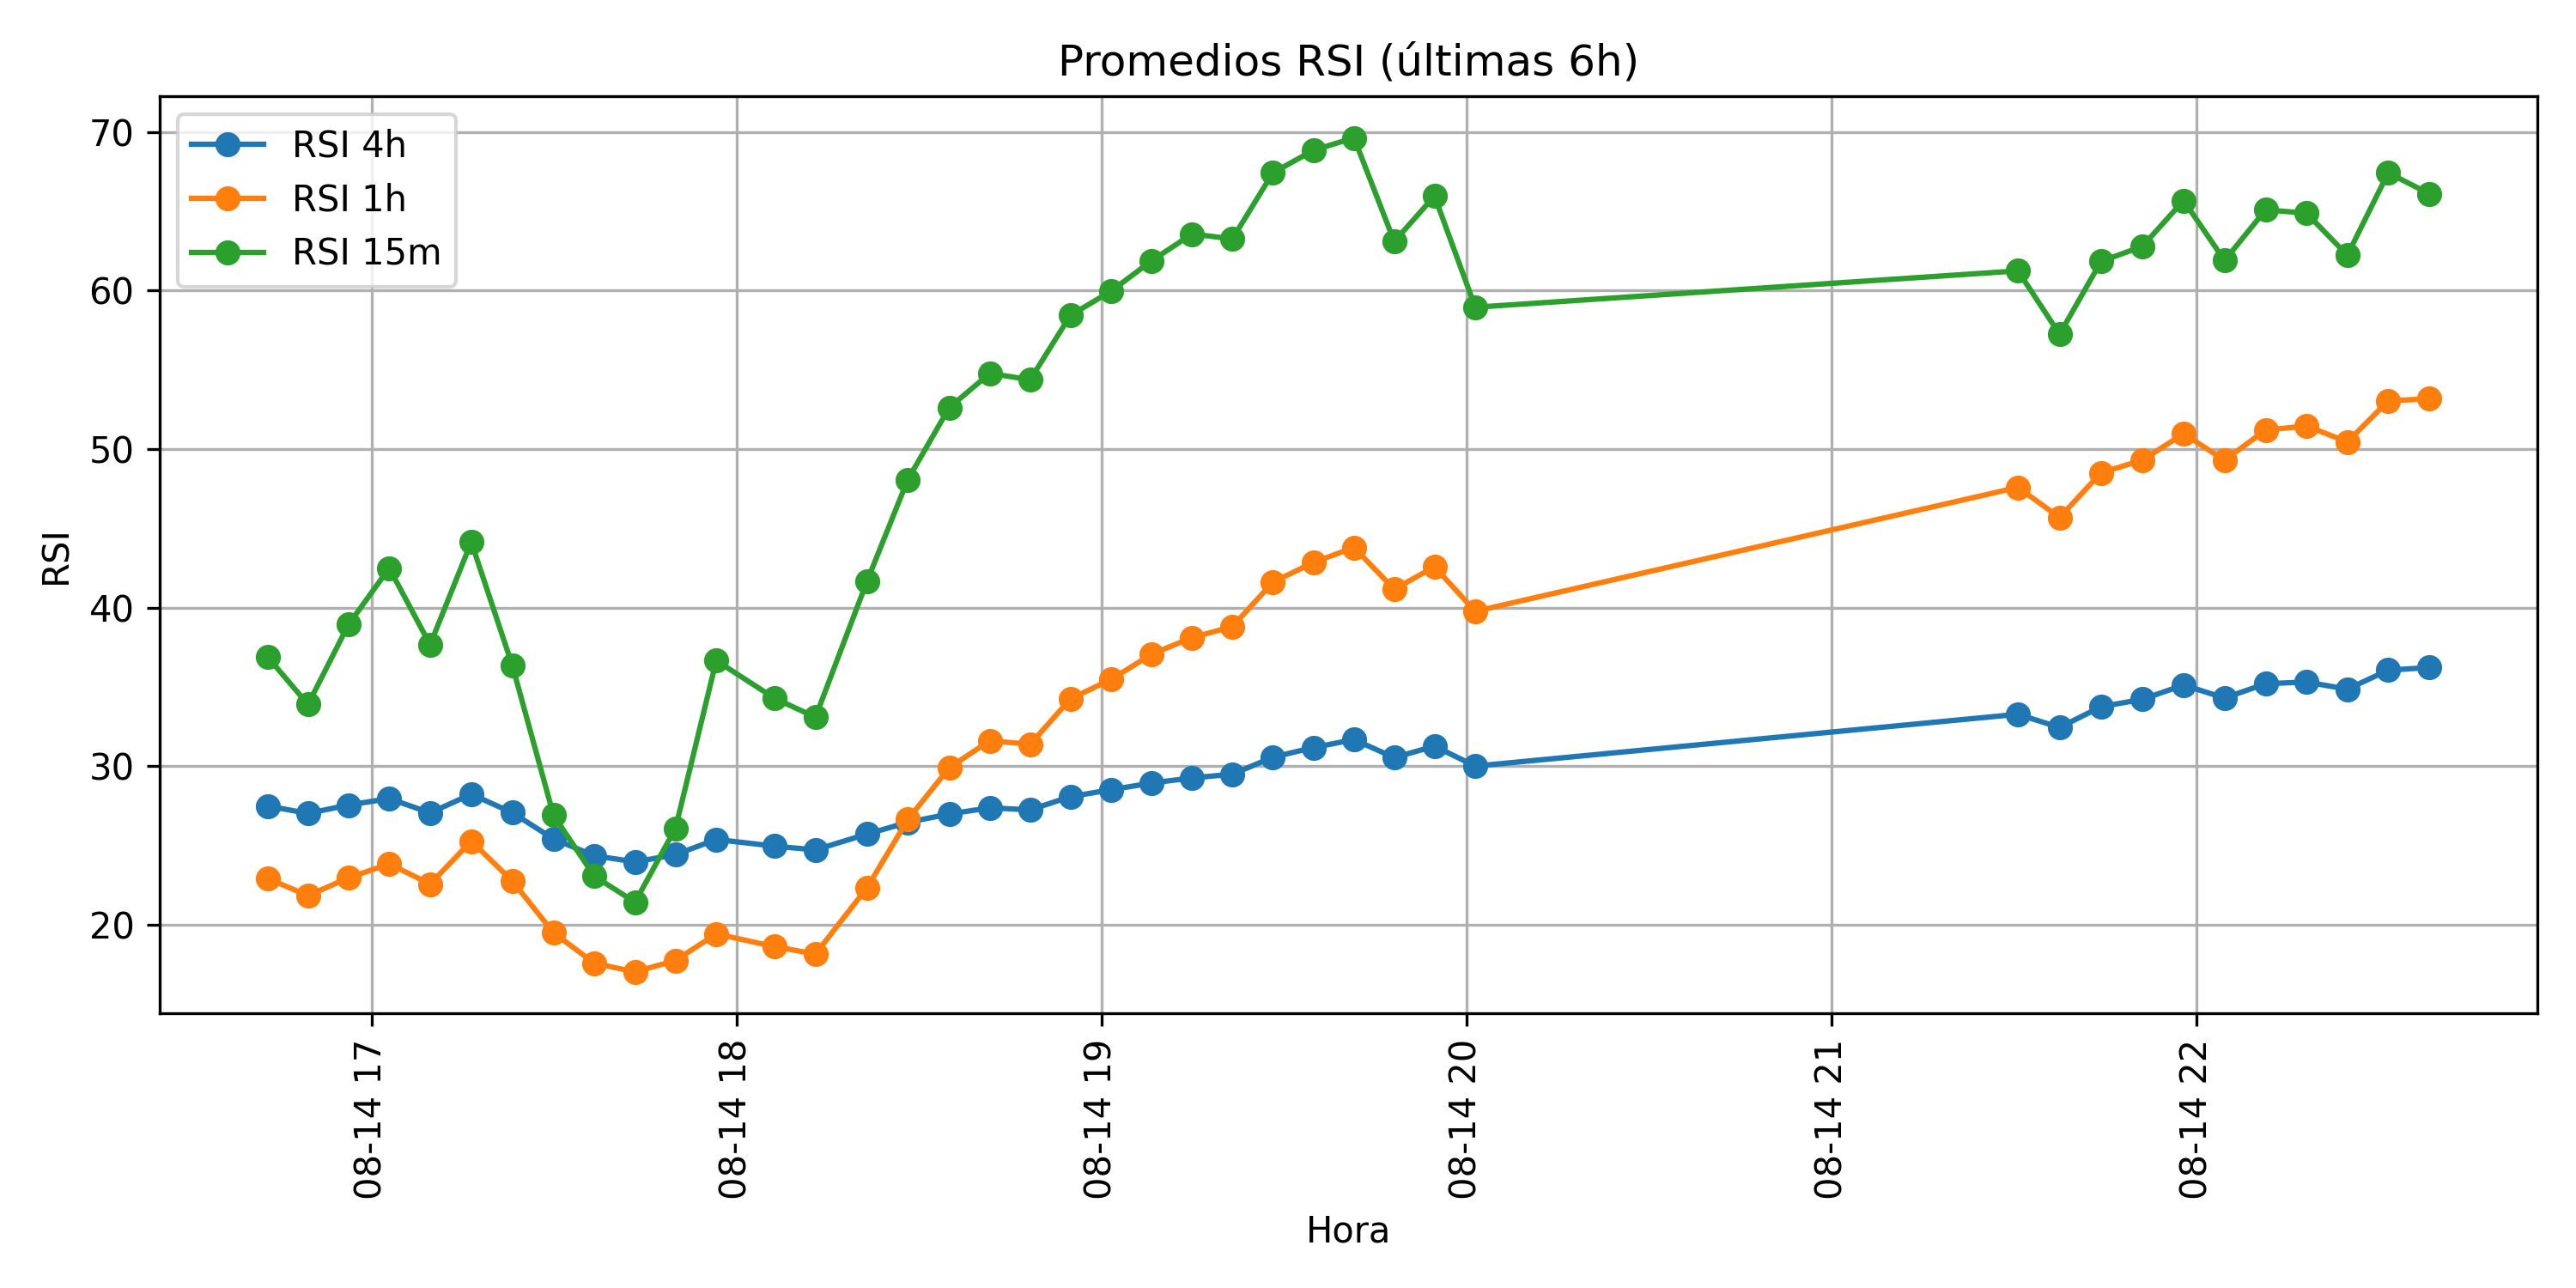 Promedios RSI (últimas 6h)
RSI 4h
RSI 1h
RSI 15m
RSI
70
60
50
40
30
20
08-14 17
08-14 18
08-14 19
08-14 20
08-14 21
08-14 22
Hora